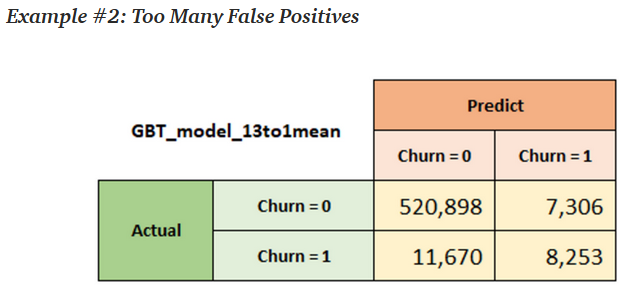 Example #2: Too Many False Positives
Predict
GBT_model_13to1mean
Churn = 0 Churn = 1
Actual
Churn = 0 520,898 7,306
Churn = 1 11,670 8,253